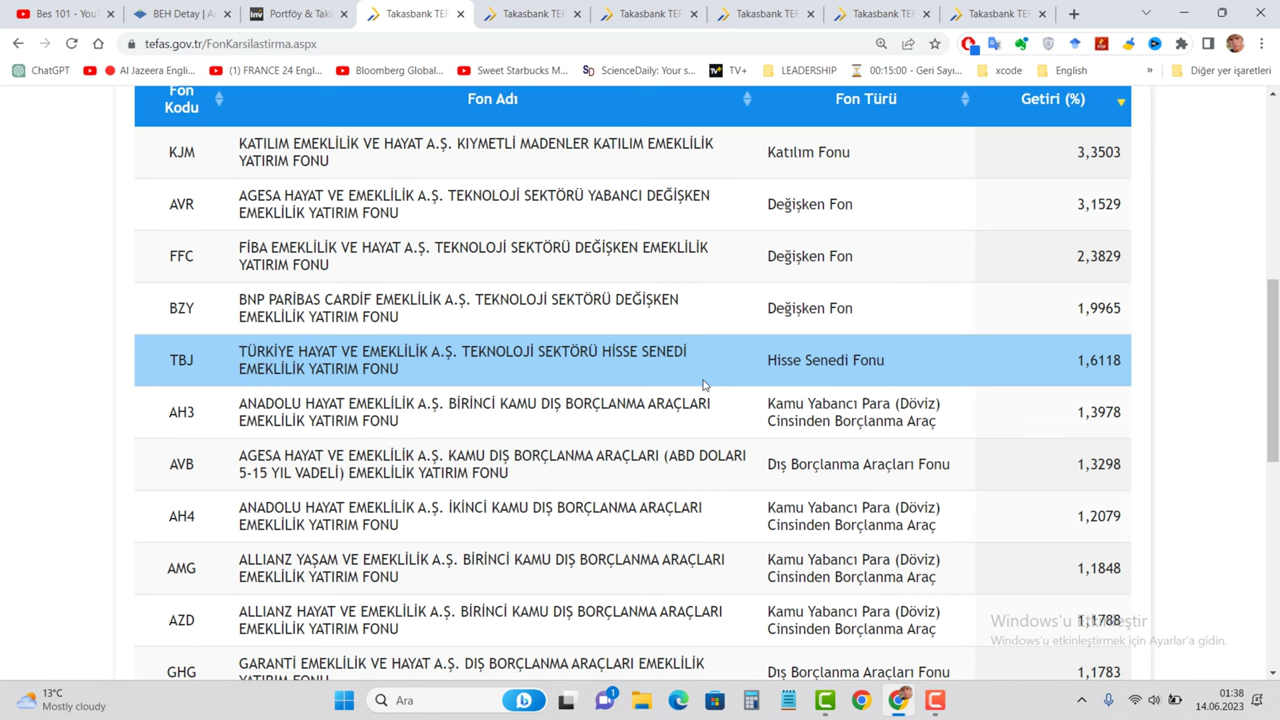 Bes 101 - You
BEH Detay | A
Portföy & Taki
Takasbank TEF
Takasbank TEF
Takasbank TEF
Takasbank TEF
Takasbank TEF
Takasbank TEF
tefas.gov.tr/FonKarsilastirma.aspx
ChatGPT
Al Jazeera Engli...
(1) FRANCE 24 Engl...
Bloomberg Global...
Sweet Starbucks M...
ScienceDaily: Your s...
TV+
LEADERSHIP
00:15:00 - Geri Sayı...
xcode
English
»
Diğer yer işaretleri
Fon Kodu
Fon Adı
Fon Türü
Getiri (%)
KJM
KATILIM EMEKLİLİK VE HAYAT A.Ş. KIYMETLİ MADENLER KATILIM EMEKLİLİK
YATIRIM FONU
Katılım Fonu
3,3503
AVR
AGESA HAYAT VE EMEKLİLİK A.Ş. TEKNOLOJİ SEKTÖRÜ YABANCI DEĞİŞKEN
EMEKLİLİK YATIRIM FONU
Değişken Fon
3,1529
FFC
FİBA EMEKLİLİK VE HAYAT A.Ş. TEKNOLOJİ SEKTÖRÜ DEĞİŞKEN EMEKLİLİK
YATIRIM FONU
Değişken Fon
2,3829
BZY
BNP PARİBAS CARDİF EMEKLİLİK A.Ş. TEKNOLOJİ SEKTÖRÜ DEĞİŞKEN
EMEKLİLİK YATIRIM FONU
Değişken Fon
1,9965
TBJ
TÜRKİYE HAYAT VE EMEKLİLİK A.Ş. TEKNOLOJİ SEKTÖRÜ HİSSE SENEDİ
EMEKLİLİK YATIRIM FONU
Hisse Senedi Fonu
1,6118
AH3
ANADOLU HAYAT EMEKLİLİK A.Ş. BİRİNCİ KAMU DIŞ BORÇLANMA ARAÇLARI
EMEKLİLİK YATIRIM FONU
Kamu Yabancı Para (Döviz)
Cinsinden Borçlanma Araç
1,3978
AVB
AGESA HAYAT VE EMEKLİLİK A.Ş. KAMU DIŞ BORÇLANMA ARAÇLARI (ABD DOLARI
5-15 YIL VADELİ) EMEKLİLİK YATIRIM FONU
Dış Borçlanma Araçları Fonu
1,3298
AH4
ANADOLU HAYAT EMEKLİLİK A.Ş. İKİNCİ KAMU DIŞ BORÇLANMA ARAÇLARI
EMEKLİLİK YATIRIM FONU
Kamu Yabancı Para (Döviz)
Cinsinden Borçlanma Araç
1,2079
AMG
ALLIANZ YAŞAM VE EMEKLİLİK A.Ş. BİRİNCİ KAMU DIŞ BORÇLANMA ARAÇLARI
EMEKLİLİK YATIRIM FONU
Kamu Yabancı Para (Döviz)
Cinsinden Borçlanma Araç
1,1848
AZD
ALLIANZ HAYAT VE EMEKLİLİK A.Ş. BİRİNCİ KAMU DIŞ BORÇLANMA ARAÇLARI
EMEKLİLİK YATIRIM FONU
Kamu Yabancı Para (Döviz)
Cinsinden Borçlanma Araç
1,1788
Windows'u Etkinleştir
Windows'u etkinleştirmek için Ayarlar'a gidin.
GHG
GARANTİ EMEKLİLİK VE HAYAT A.Ş. DIŞ BORÇLANMA ARAÇLARI EMEKLİLİK
YATIRIM FONU
Dış Borçlanma Araçları Fonu
1,1783
13°C
Mostly cloudy
Ara
01:38
14.06.2023